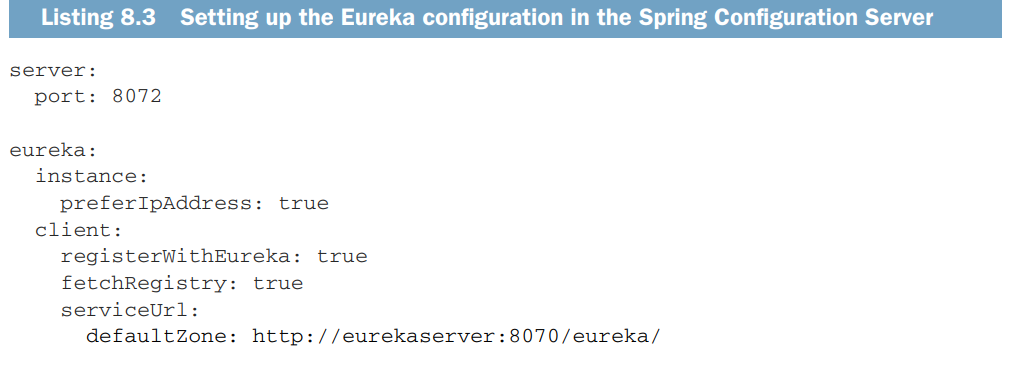 Listing 8.3 Setting up the Eureka configuration in the Spring Configuration Server
server:
  port: 8072
eureka:
  instance:
    preferIpAddress: true
  client:
    registerWithEureka: true
    fetchRegistry: true
    serviceUrl:
      defaultZone: http://eurekaserver:8070/eureka/